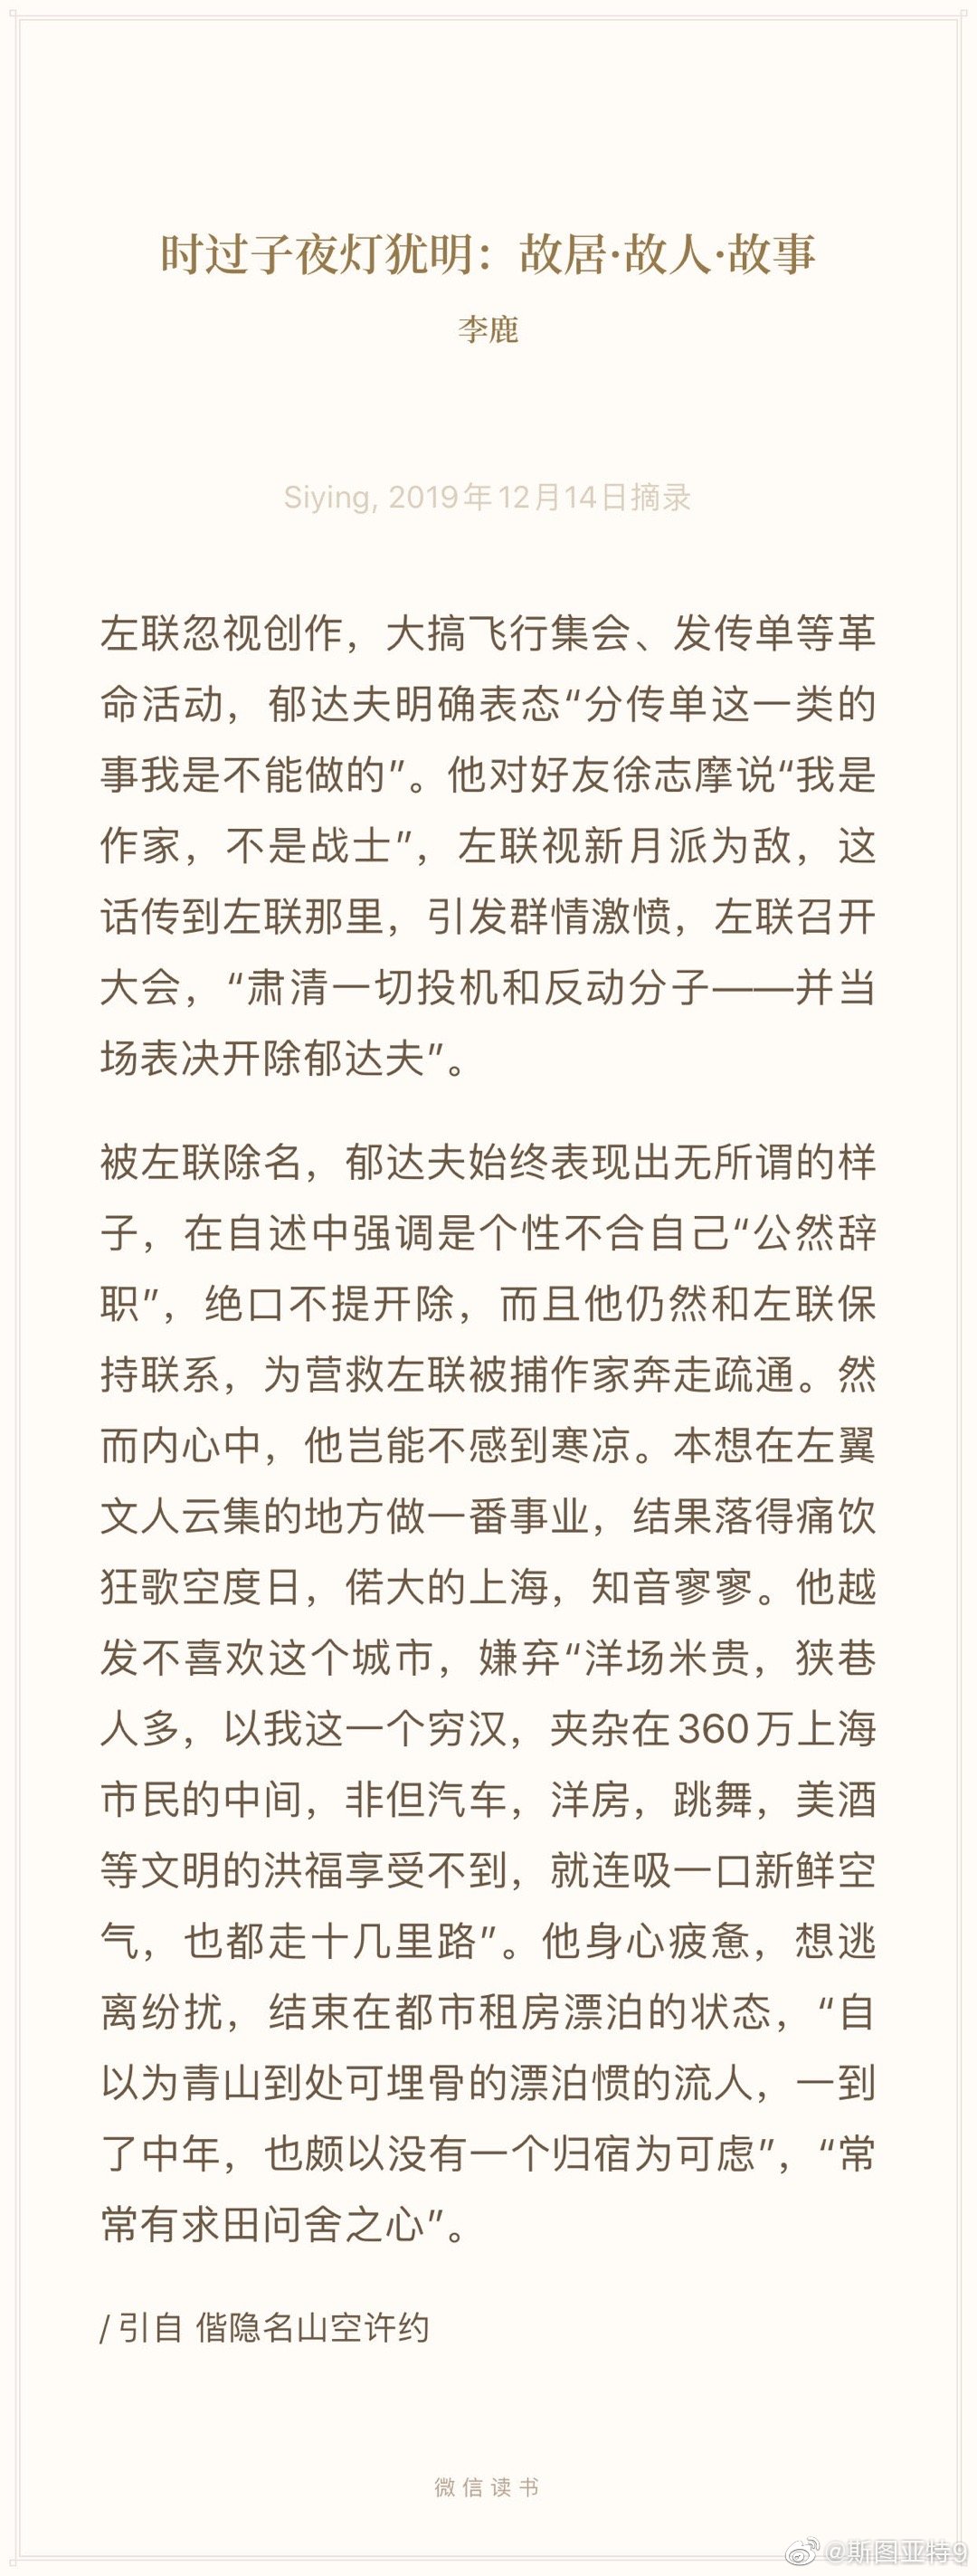 时过子夜灯犹明：故居·故人·故事
李鹿
Siying, 2019年12月14日摘录
左联忽视创作，大搞飞行集会、发传单等革
命活动，郁达夫明确表态“分传单这一类的
事我是不能做的”。他对好友徐志摩说“我是
作家，不是战士”，左联视新月派为敌，这
话传到左联那里，引发群情激愤，左联召开
大会，“肃清一切投机和反动分子——并当
场表决开除郁达夫”。
被左联除名，郁达夫始终表现出无所谓的样
子，在自述中强调是个性不合自己“公然辞
职”，绝口不提开除，而且他仍然和左联保
持联系，为营救左联被捕作家奔走疏通。然
而内心中，他岂能不感到寒凉。本想在左翼
文人云集的地方做一番事业，结果落得痛饮
狂歌空度日，偌大的上海，知音寥寥。他越
发不喜欢这个城市，嫌弃“洋场米贵，狭巷
人多，以我这一个穷汉，夹杂在360万上海
市民的中间，非但汽车，洋房，跳舞，美酒
等文明的洪福享受不到，就连吸一口新鲜空
气，也都走十几里路”。他身心疲惫，想逃
离纷扰，结束在都市租房漂泊的状态，“自
以为青山到处可埋骨的漂泊惯的流人，一到
了中年，也颇以没有一个归宿为可虑”，“常
常有求田问舍之心”。
/ 引自 偕隐名山空许约
微信读书
@斯图亚特9